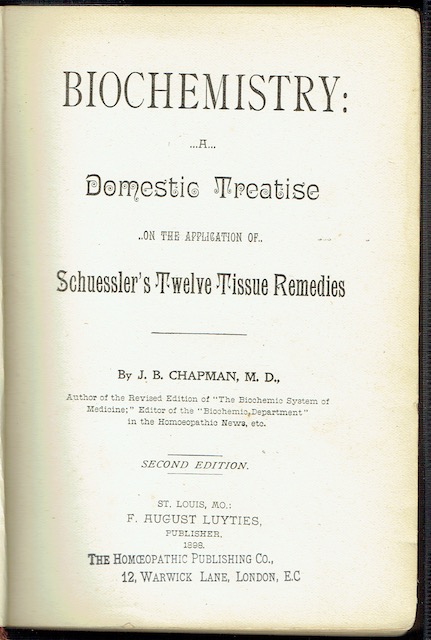 BIOCHEMISTRY:
...A...
Domestic Treatise
..ON THE APPLICATION OF..
Schuessler's Twelve Tissue Remedies
By J. B. CHAPMAN, M. D.,
Author of the Revised Edition of "The Biochemic System of
Medicine;" Editor of the "Biochemic Department"
in the Homœopathic News, etc.
SECOND EDITION.
ST. LOUIS, MO.:
F. AUGUST LUYTIES,
PUBLISHER.
1898.
THE HOMŒOPATHIC PUBLISHING CO.,
12, WARWICK LANE, LONDON, E.C